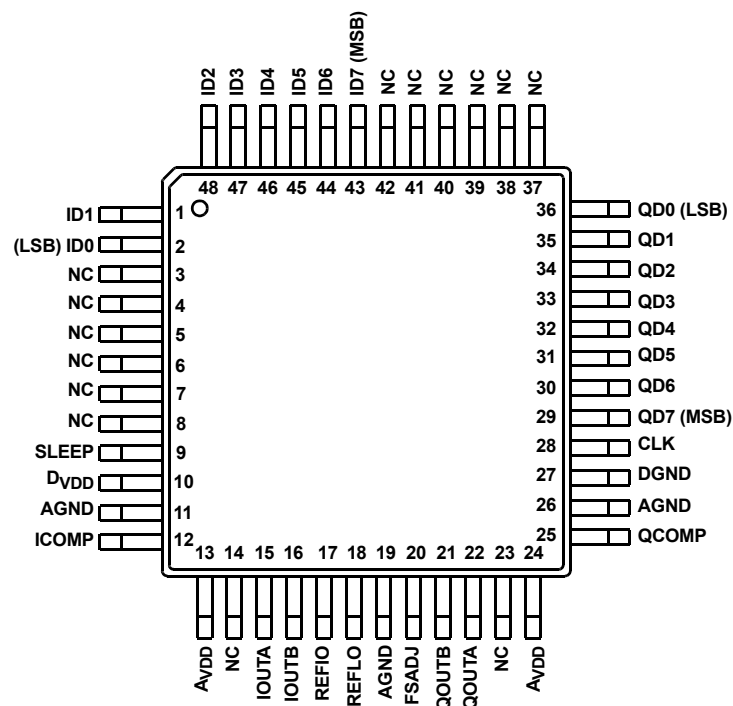 ID2 ID3 ID4 ID5 ID6 ID7 (MSB) NC NC NC NC NC NC
48 47 46 45 44 43 42 41 40 39 38 37
ID1 1 36 QD0 (LSB)
(LSB) ID0 2 35 QD1
NC 3 34 QD2
NC 4 33 QD3
NC 5 32 QD4
NC 6 31 QD5
NC 7 30 QD6
NC 8 29 QD7 (MSB)
SLEEP 9 28 CLK
DVDD 10 27 DGND
AGND 11 26 AGND
ICOMP 12 25 QCOMP
13 14 15 16 17 18 19 20 21 22 23 24
AVDD NC IOUTA IOUTB REFIO REFLO AGND FSADJ QOUTB QOUTA NC AVDD